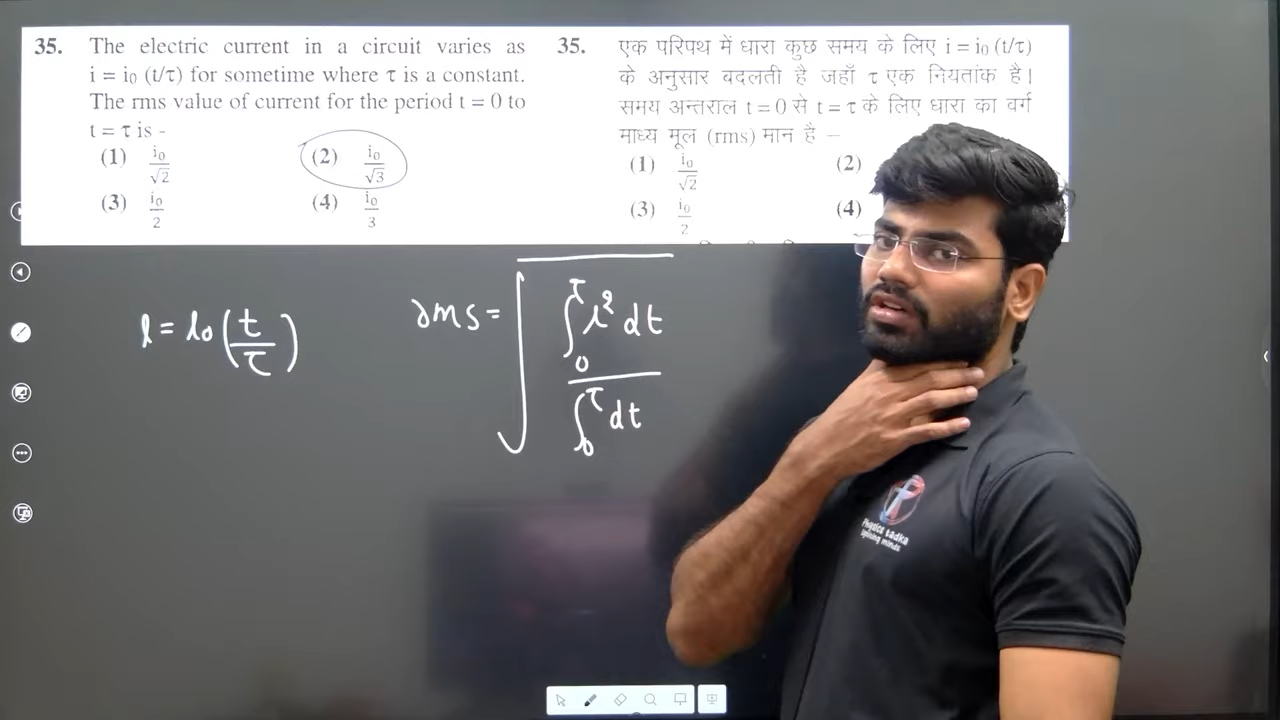 35. The electric current in a circuit varies as
i = i₀ (t/τ) for sometime where τ is a constant.
The rms value of current for the period t = 0 to
t = τ is -
(1) i₀/√2 (2) i₀/√3
(3) i₀/2 (4) i₀/3
35. एक परिपथ में धारा कुछ समय के लिए i = i₀ (t/τ)
के अनुसार बदलती है जहाँ τ एक नियतांक है।
समय अन्तराल t = 0 से t = τ के लिए धारा का वर्ग
माध्य मूल (rms) मान है –
(1) i₀/√2 (2)
(3) i₀/2 (4)
i = i₀(t/τ)
rms = √(∫₀^τ i² dt / ∫₀^τ dt)
Physics tadka